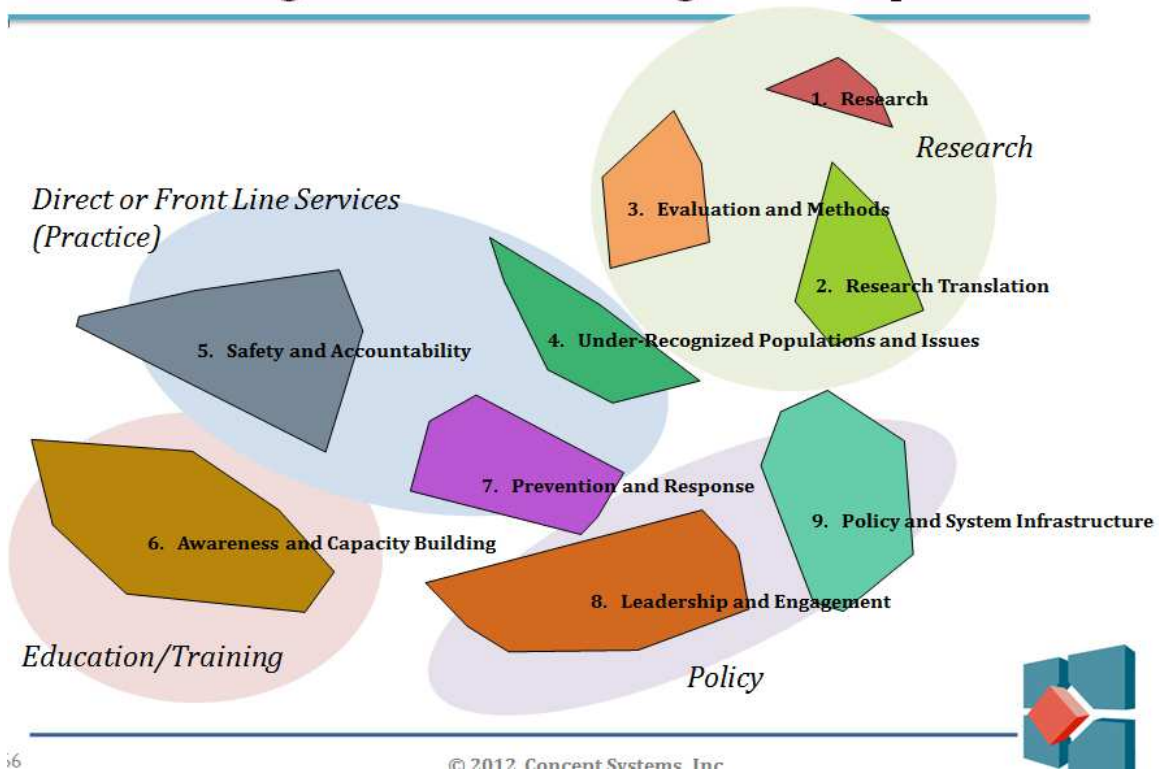 1. Research
Research
Direct or Front Line Services
(Practice)
3. Evaluation and Methods
2. Research Translation
4. Under-Recognized Populations and Issues
5. Safety and Accountability
7. Prevention and Response
9. Policy and System Infrastructure
6. Awareness and Capacity Building
8. Leadership and Engagement
Education/Training
Policy
© 2012 Concept Systems, Inc